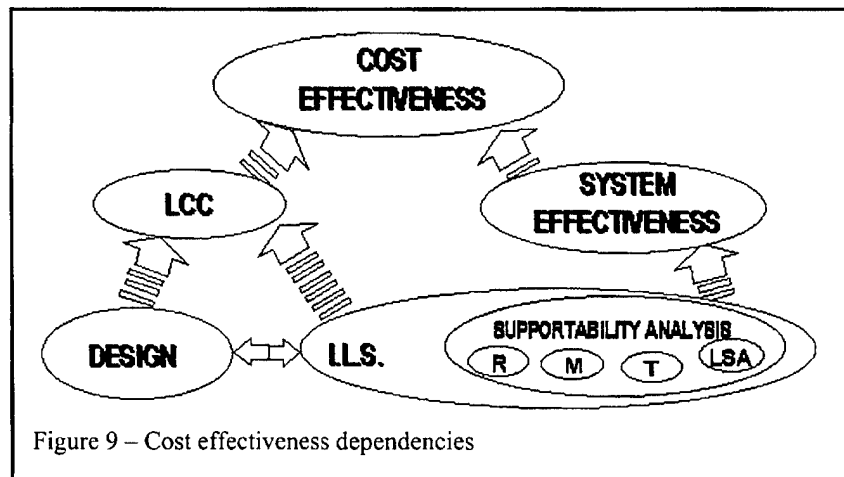 COST
EFFECTIVENESS
LCC
SYSTEM
EFFECTIVENESS
DESIGN
I.L.S.
SUPPORTABILITY ANALYSIS
R
M
T
LSA
Figure 9 – Cost effectiveness dependencies